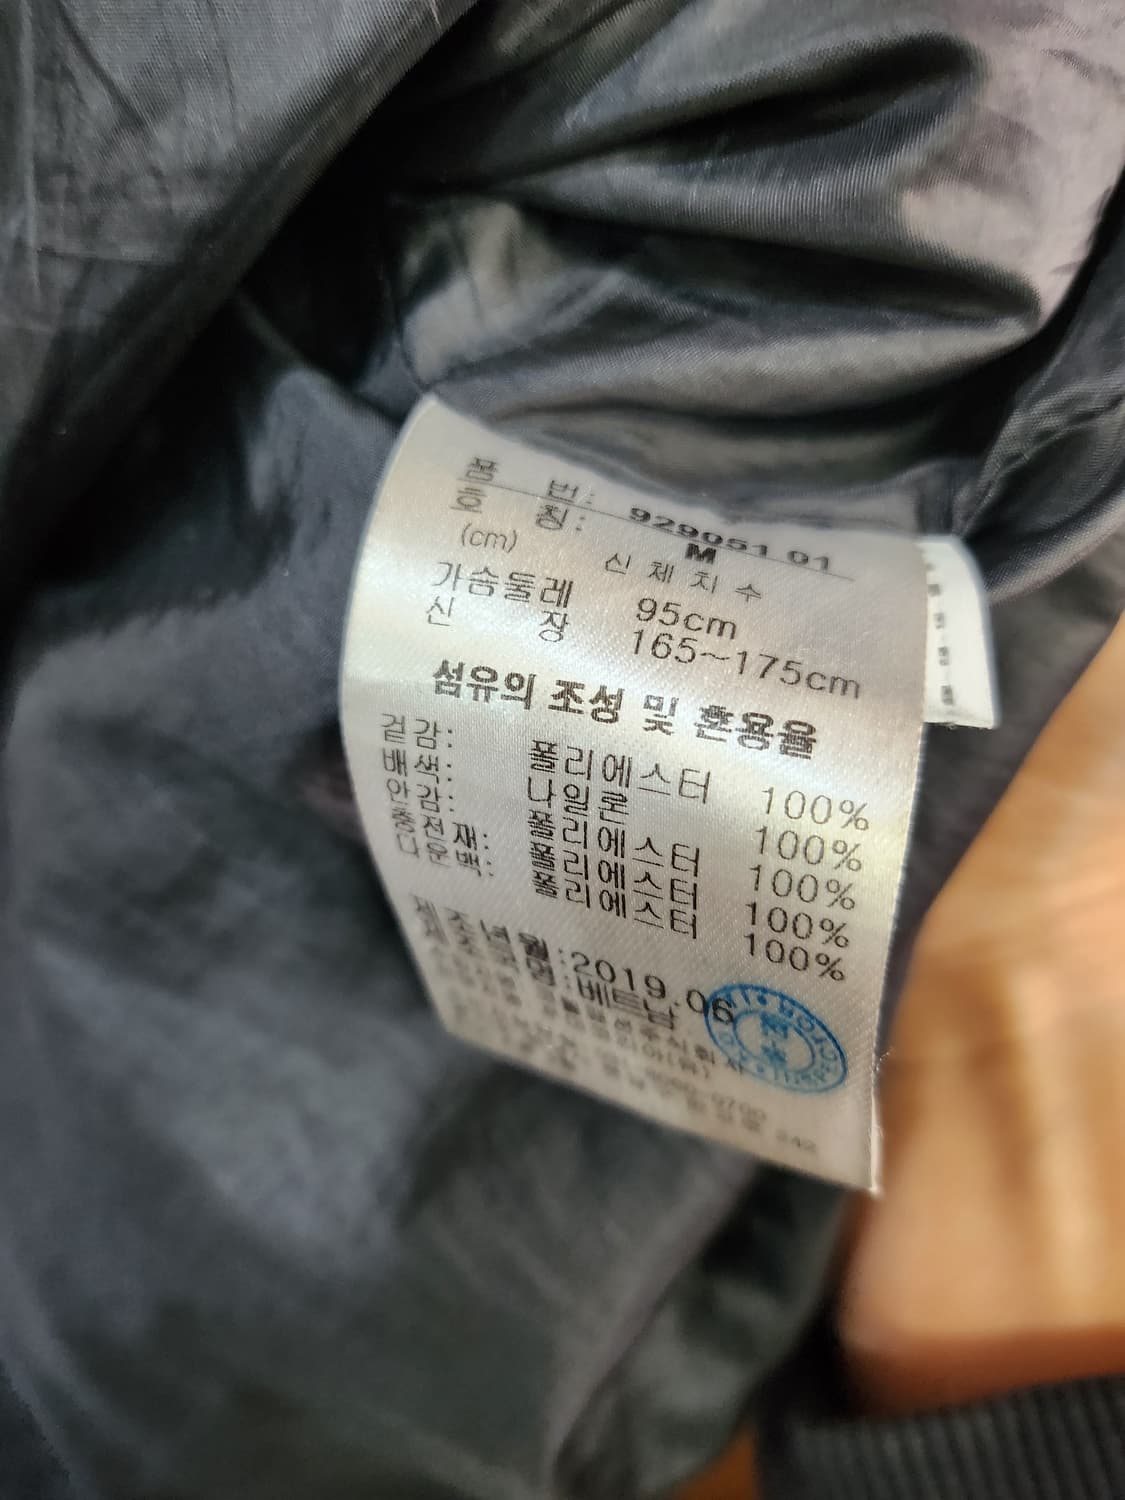 품 번: 929051 01
호 칭: M
(cm) 신 체 치 수
가슴둘레 95cm
신 장 165~175cm
섬유의 조성 및 혼용율
겉감: 폴리에스터 100%
배색: 나일론 100%
안감: 폴리에스터 100%
충전재: 폴리에스터 100%
다운백: 폴리에스터 100%
제조년월:2019.06
제조국명:베트남